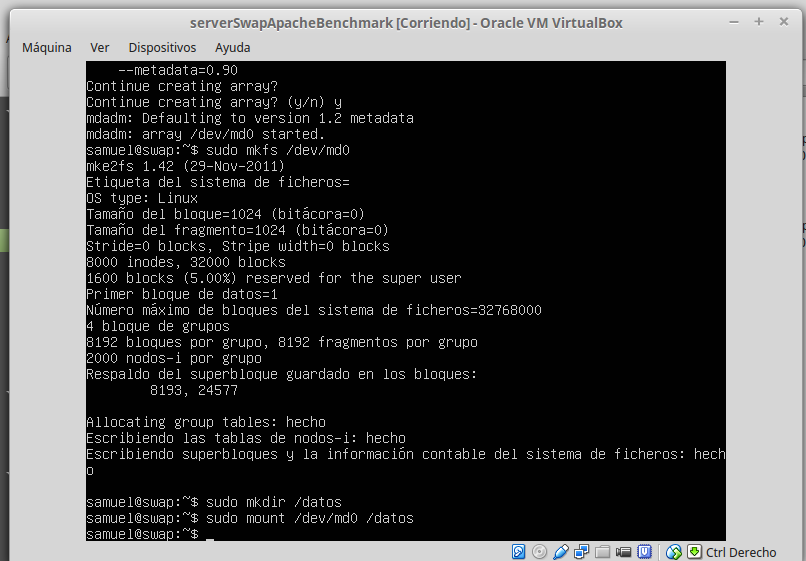 serverSwapApacheBenchmark [Corriendo] - Oracle VM VirtualBox
Máquina Ver Dispositivos Ayuda
--metadata=0.90
Continue creating array?
Continue creating array? (y/n) y
mdadm: Defaulting to version 1.2 metadata
mdadm: array /dev/md0 started.
samuel@swap:~$ sudo mkfs /dev/md0
mke2fs 1.42 (29-Nov-2011)
Etiqueta del sistema de ficheros=
OS type: Linux
Tamaño del bloque=1024 (bitácora=0)
Tamaño del fragmento=1024 (bitácora=0)
Stride=0 blocks, Stripe width=0 blocks
8000 inodes, 32000 blocks
1600 blocks (5.00%) reserved for the super user
Primer bloque de datos=1
Número máximo de bloques del sistema de ficheros=32768000
4 bloque de grupos
8192 bloques por grupo, 8192 fragmentos por grupo
2000 nodos-i por grupo
Respaldo del superbloque guardado en los bloques:
8193, 24577
Allocating group tables: hecho
Escribiendo las tablas de nodos-i: hecho
Escribiendo superbloques y la información contable del sistema de ficheros: hech
o
samuel@swap:~$ sudo mkdir /datos
samuel@swap:~$ sudo mount /dev/md0 /datos
samuel@swap:~$ _
Ctrl Derecho